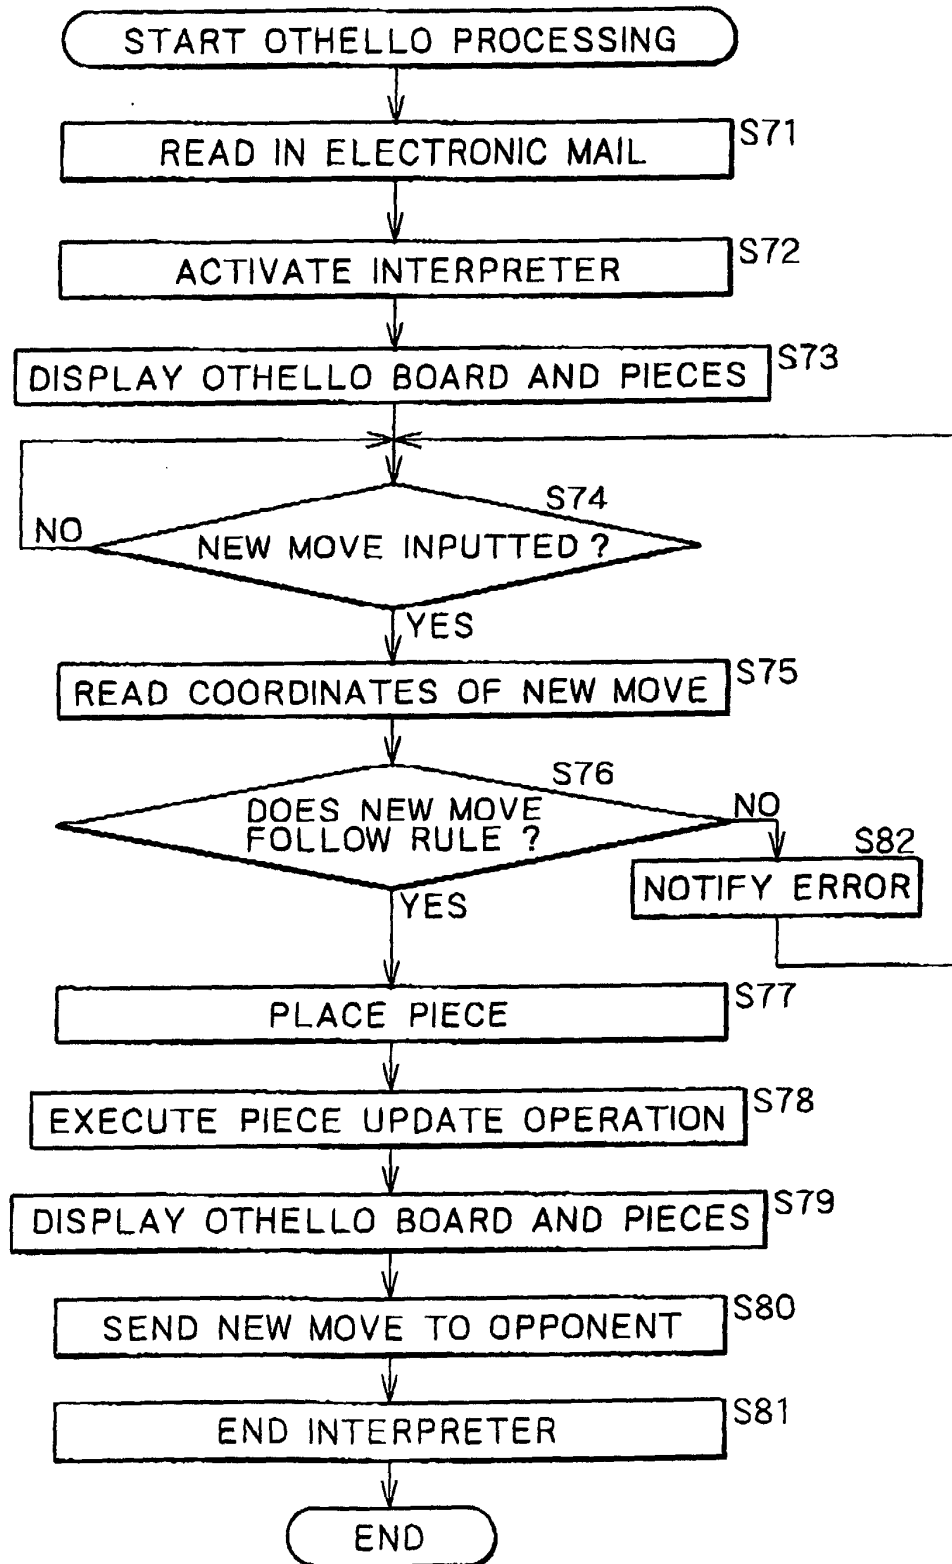 START OTHELLO PROCESSING
S71
READ IN ELECTRONIC MAIL
S72
ACTIVATE INTERPRETER
S73
DISPLAY OTHELLO BOARD AND PIECES
S74
NO
NEW MOVE INPUTTED ?
YES
S75
READ COORDINATES OF NEW MOVE
S76
DOES NEW MOVE
FOLLOW RULE ?
NO
S82
NOTIFY ERROR
YES
S77
PLACE PIECE
S78
EXECUTE PIECE UPDATE OPERATION
S79
DISPLAY OTHELLO BOARD AND PIECES
S80
SEND NEW MOVE TO OPPONENT
S81
END INTERPRETER
END